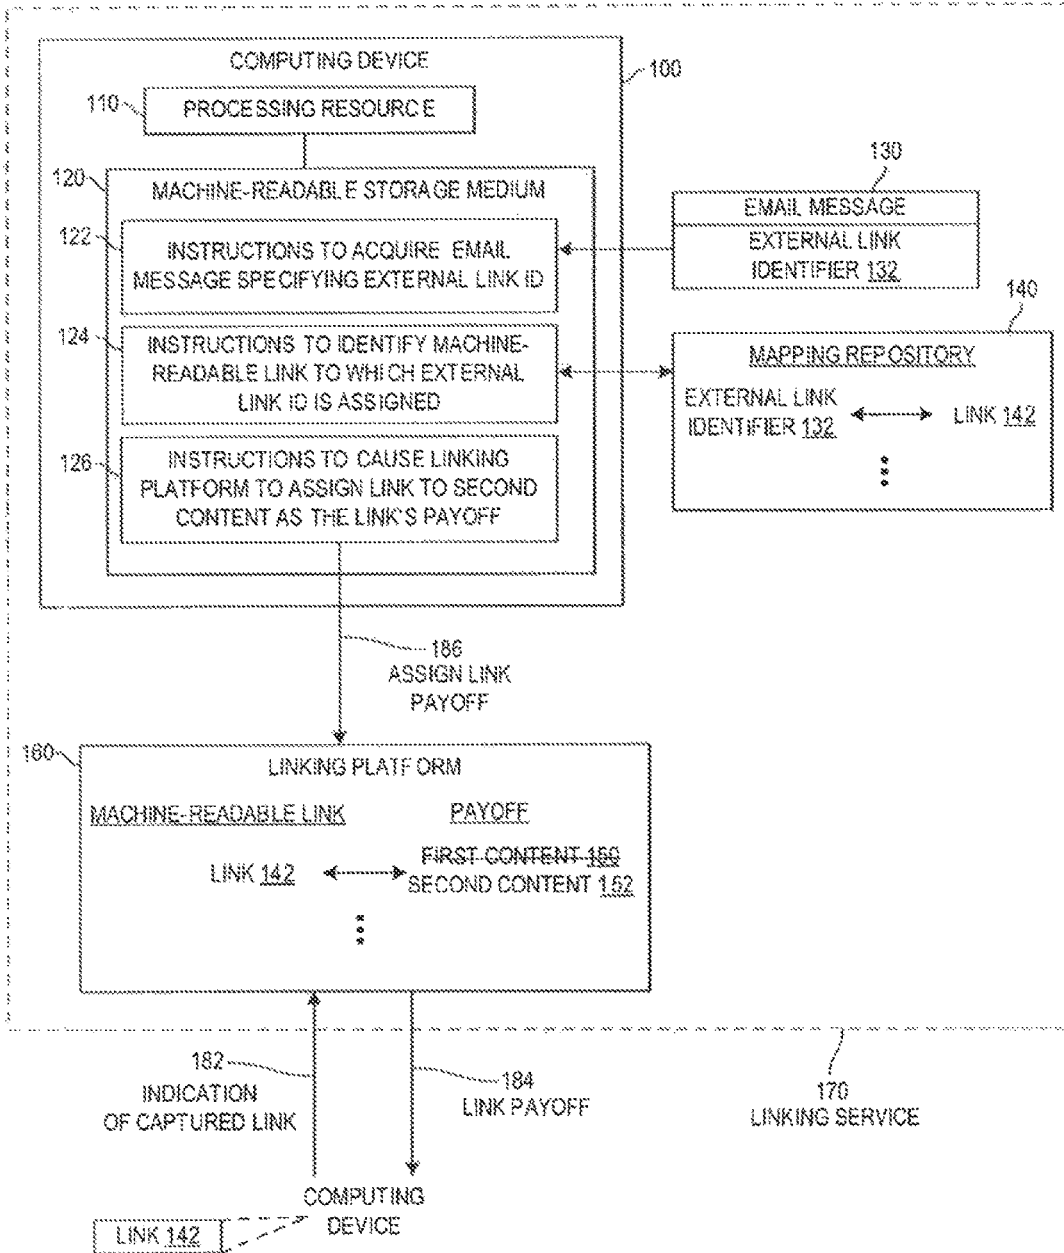 COMPUTING DEVICE
100
110
PROCESSING RESOURCE
120
MACHINE-READABLE STORAGE MEDIUM
122
INSTRUCTIONS TO ACQUIRE EMAIL
MESSAGE SPECIFYING EXTERNAL LINK ID
130
EMAIL MESSAGE
EXTERNAL LINK
IDENTIFIER 132
124
INSTRUCTIONS TO IDENTIFY MACHINE-
READABLE LINK TO WHICH EXTERNAL
LINK ID IS ASSIGNED
140
MAPPING REPOSITORY
EXTERNAL LINK
IDENTIFIER 132
LINK 142
126
INSTRUCTIONS TO CAUSE LINKING
PLATFORM TO ASSIGN LINK TO SECOND
CONTENT AS THE LINK'S PAYOFF
186
ASSIGN LINK
PAYOFF
160
LINKING PLATFORM
MACHINE-READABLE LINK
PAYOFF
LINK 142
FIRST CONTENT 150
SECOND CONTENT 152
182
INDICATION
OF CAPTURED LINK
184
LINK PAYOFF
170
LINKING SERVICE
COMPUTING
DEVICE
LINK 142